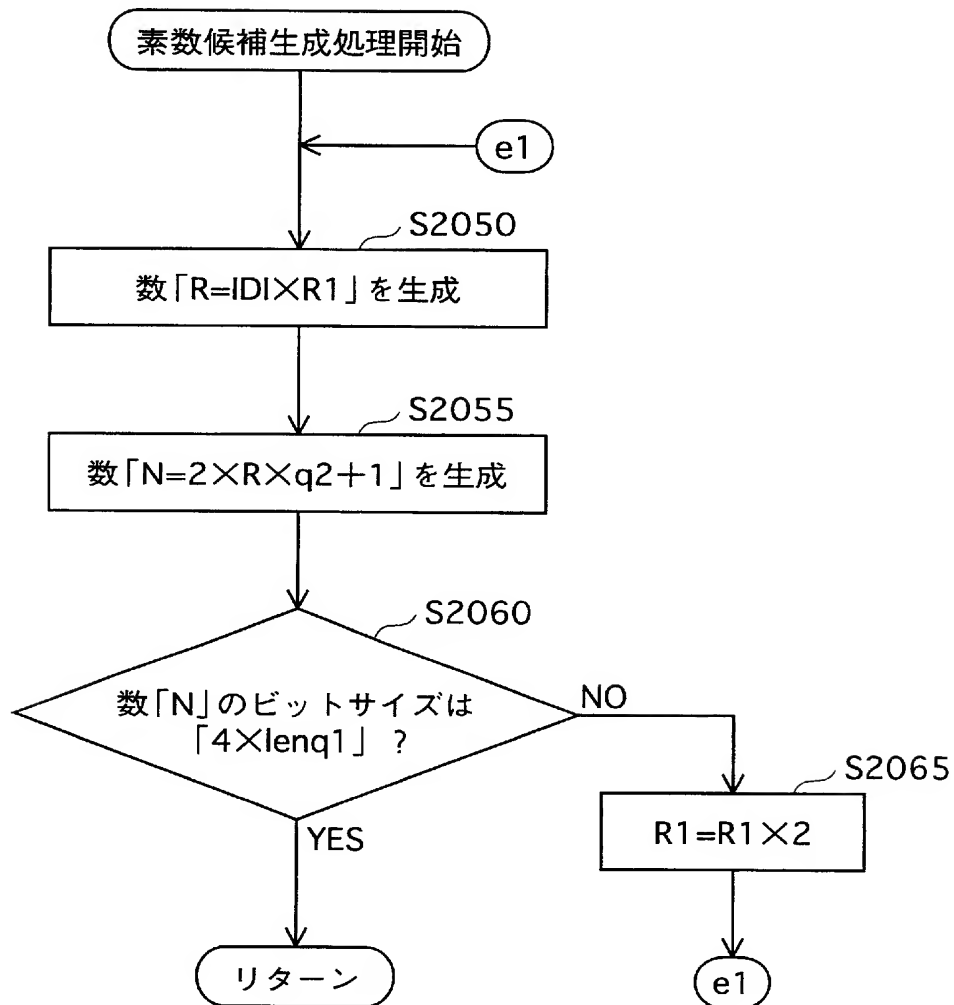 素数候補生成処理開始
e1
S2050
数「R=IDI×R1」を生成
S2055
数「N=2×R×q2+1」を生成
S2060
数「N」のビットサイズは
「4×lenq1」?
NO
S2065
R1=R1×2
YES
リターン
e1